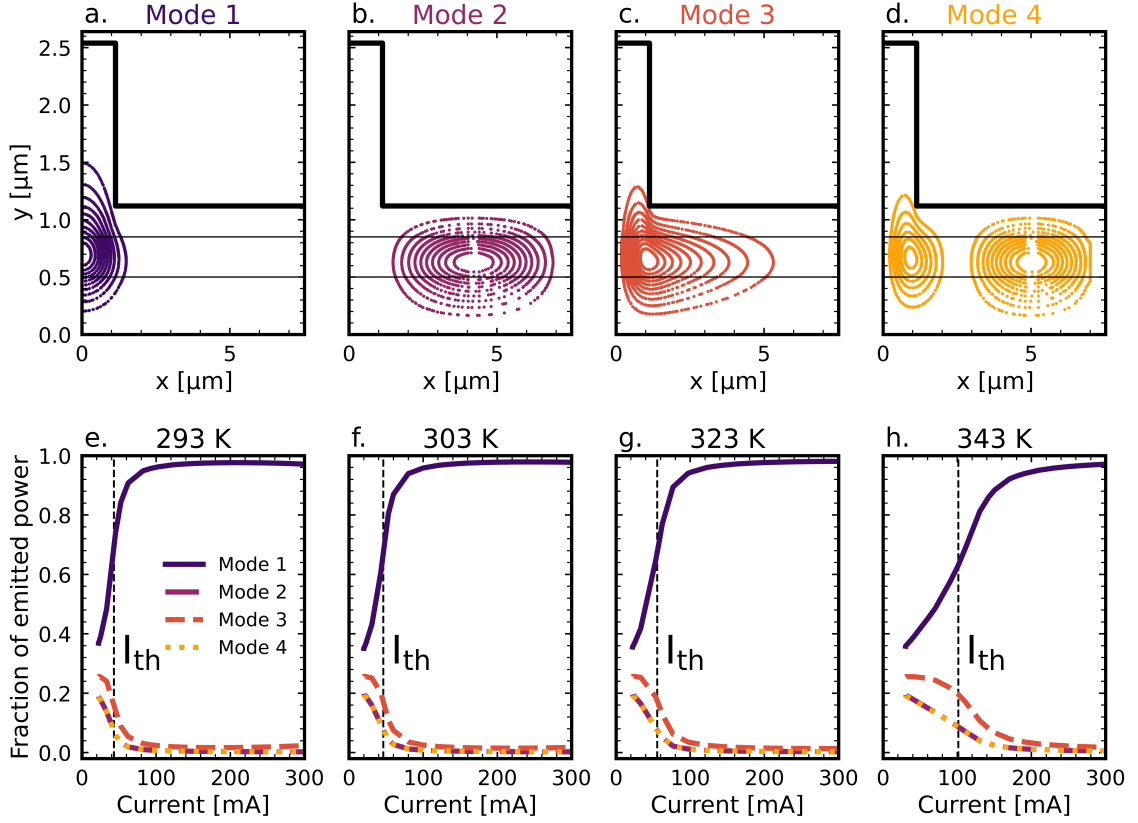 a. Mode 1
b. Mode 2
c. Mode 3
d. Mode 4
y [µm]
2.5
2.0
1.5
1.0
0.5
0.0
0 5
0 5
0 5
0 5
x [µm]
x [µm]
x [µm]
x [µm]
e. 293 K
f. 303 K
g. 323 K
h. 343 K
Fraction of emitted power
1.0
0.8
0.6
0.4
0.2
0.0
Mode 1
Mode 2
Mode 3
Mode 4
Ith
Ith
Ith
Ith
0 100 200 300
0 100 200 300
0 100 200 300
0 100 200 300
Current [mA]
Current [mA]
Current [mA]
Current [mA]